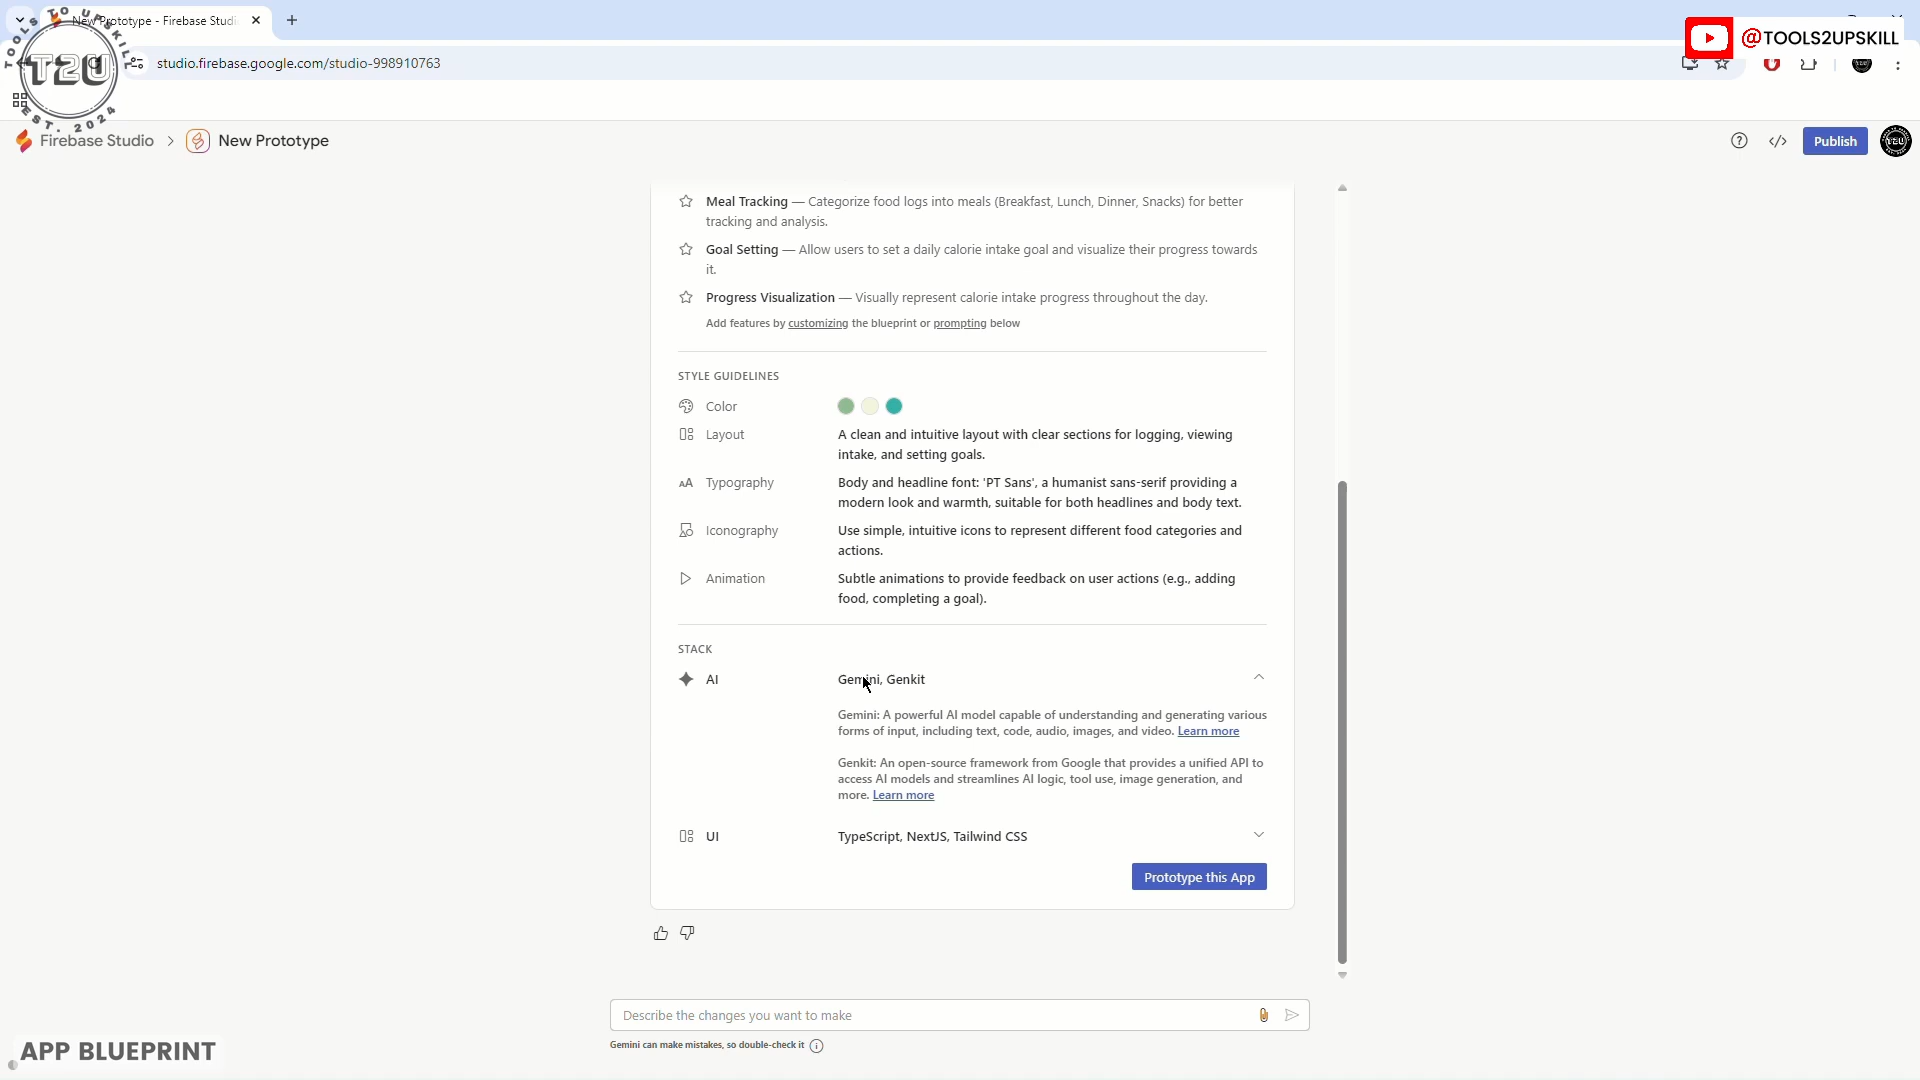 New Prototype - Firebase Studi
@TOOLS2UPSKILL
TOOLS TO UPSKILL
T2U
EST. 2024
studio.firebase.google.com/studio-998910763
Firebase Studio > New Prototype
Publish
Meal Tracking — Categorize food logs into meals (Breakfast, Lunch, Dinner, Snacks) for better
tracking and analysis.
Goal Setting — Allow users to set a daily calorie intake goal and visualize their progress towards
it.
Progress Visualization — Visually represent calorie intake progress throughout the day.
Add features by customizing the blueprint or prompting below
STYLE GUIDELINES
Color
Layout
A clean and intuitive layout with clear sections for logging, viewing
intake, and setting goals.
Typography
Body and headline font: 'PT Sans', a humanist sans-serif providing a
modern look and warmth, suitable for both headlines and body text.
Iconography
Use simple, intuitive icons to represent different food categories and
actions.
Animation
Subtle animations to provide feedback on user actions (e.g., adding
food, completing a goal).
STACK
AI
Gemini, Genkit
Gemini: A powerful AI model capable of understanding and generating various
forms of input, including text, code, audio, images, and video. Learn more
Genkit: An open-source framework from Google that provides a unified API to
access AI models and streamlines AI logic, tool use, image generation, and
more. Learn more
UI
TypeScript, NextJS, Tailwind CSS
Prototype this App
Describe the changes you want to make
Gemini can make mistakes, so double-check it
APP BLUEPRINT